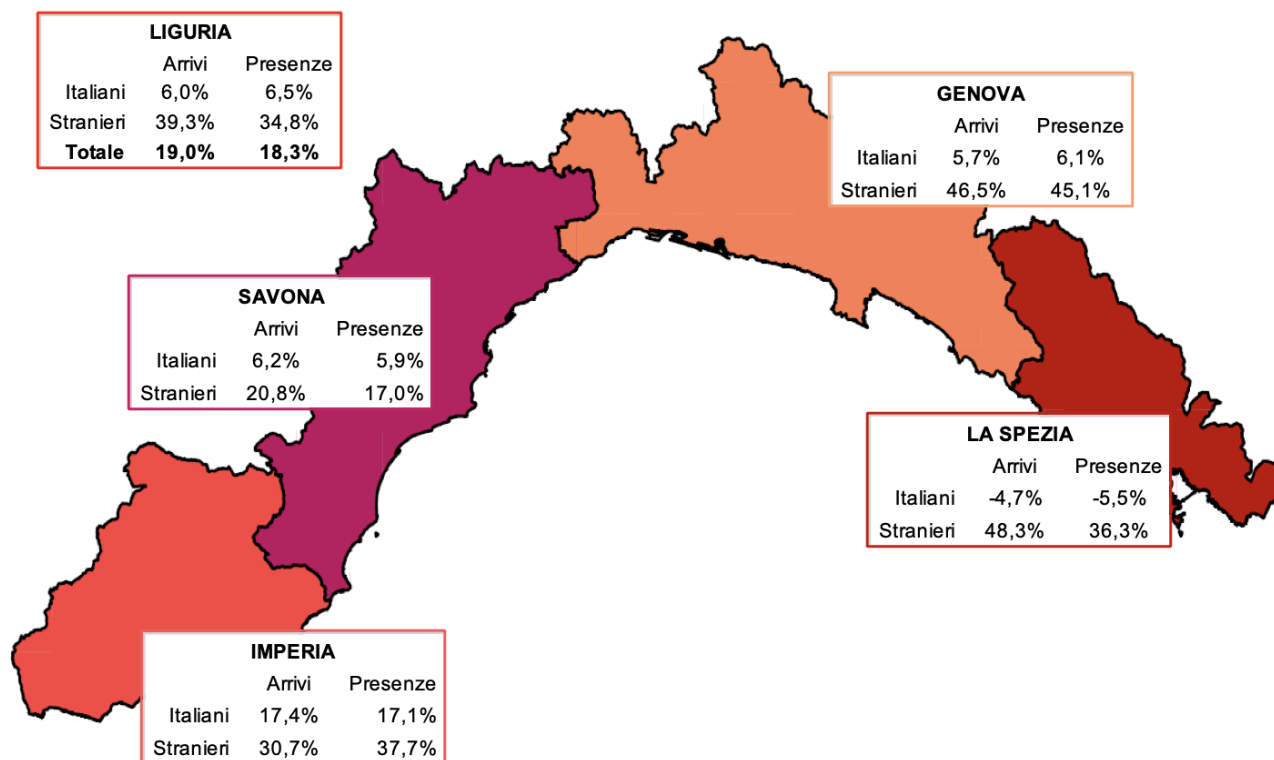 LIGURIA
Arrivi Presenze
Italiani 6,0% 6,5%
Stranieri 39,3% 34,8%
Totale 19,0% 18,3%
GENOVA
Arrivi Presenze
Italiani 5,7% 6,1%
Stranieri 46,5% 45,1%
SAVONA
Arrivi Presenze
Italiani 6,2% 5,9%
Stranieri 20,8% 17,0%
LA SPEZIA
Arrivi Presenze
Italiani -4,7% -5,5%
Stranieri 48,3% 36,3%
IMPERIA
Arrivi Presenze
Italiani 17,4% 17,1%
Stranieri 30,7% 37,7%